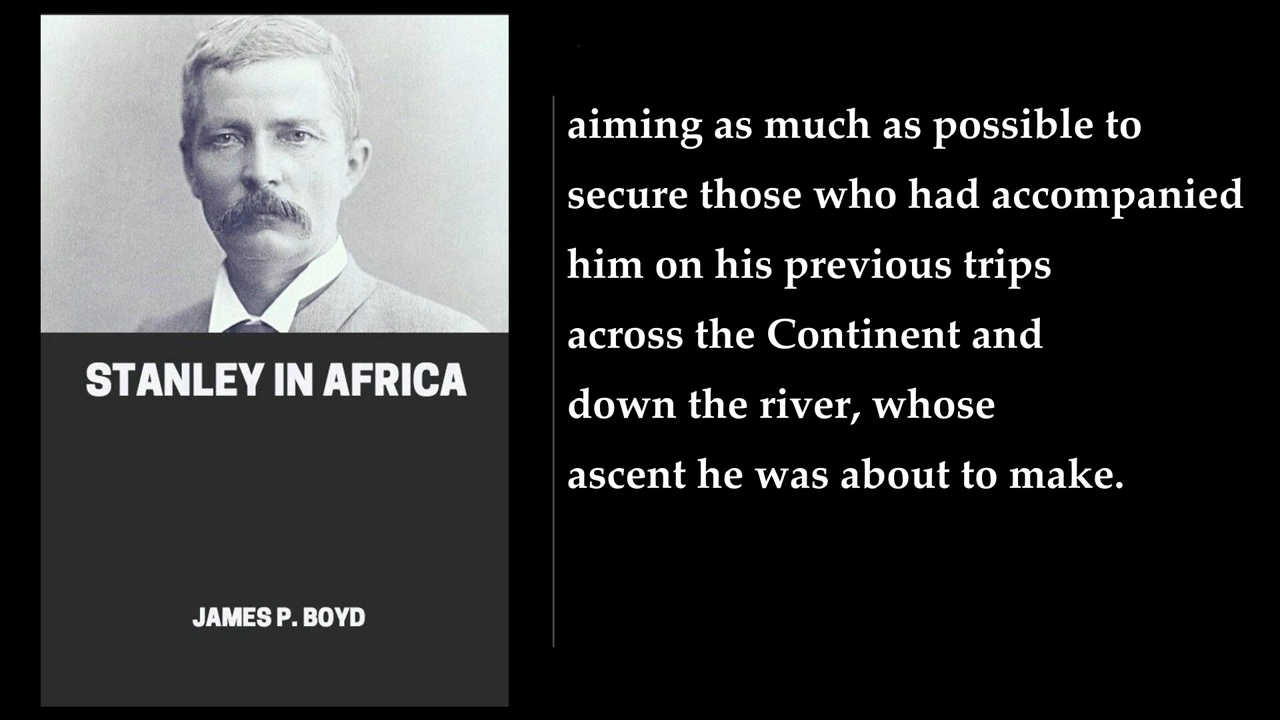 STANLEY IN AFRICA
JAMES P. BOYD
aiming as much as possible to
secure those who had accompanied
him on his previous trips
across the Continent and
down the river, whose
ascent he was about to make.